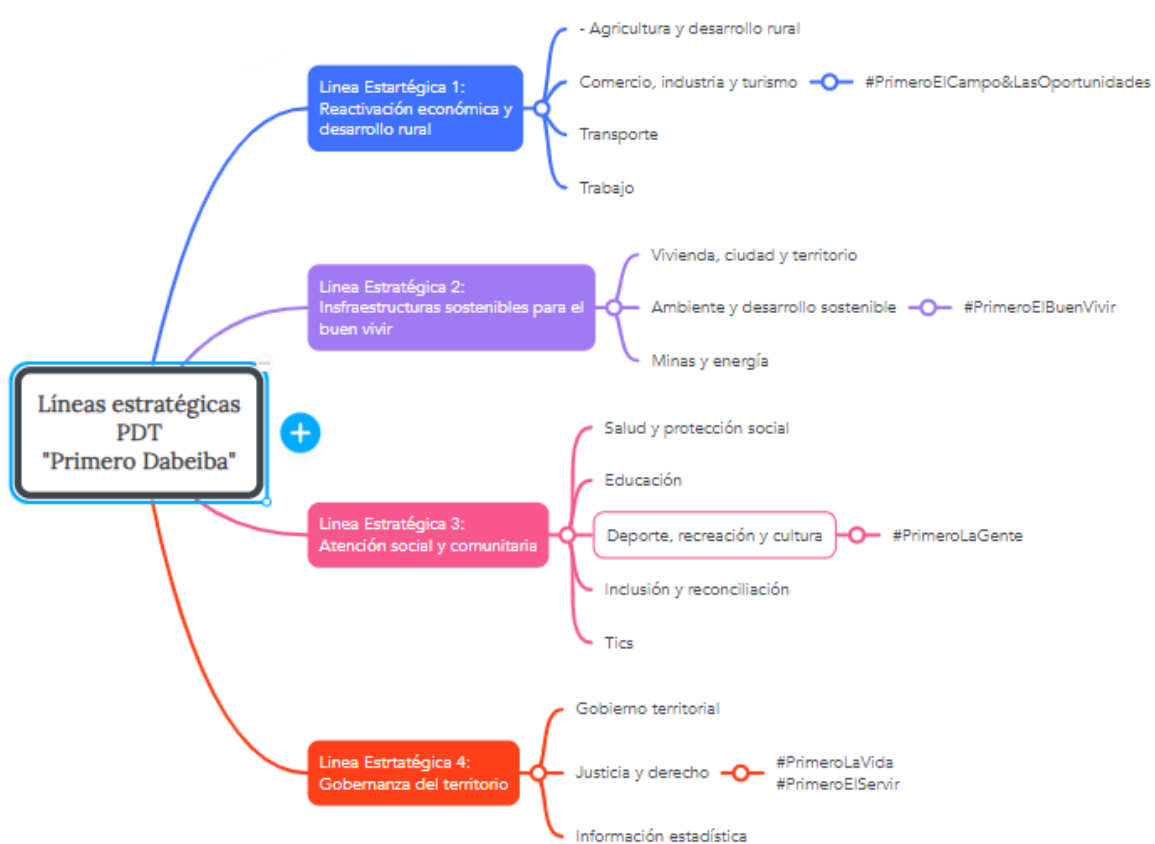 Líneas estratégicas
PDT
"Primero Dabeiba"
Linea Estartégica 1:
Reactivación económica y
desarrollo rural
- Agricultura y desarrollo rural
Comercio, industria y turismo
#PrimeroElCampo&LasOportunidades
Transporte
Trabajo
Linea Estratégica 2:
Insfraestructuras sostenibles para el
buen vivir
Vivienda, ciudad y territorio
Ambiente y desarrollo sostenible
#PrimeroElBuenVivir
Minas y energía
Linea Estratégica 3:
Atención social y comunitaria
Salud y protección social
Educación
Deporte, recreación y cultura
#PrimeroLaGente
Inclusión y reconciliación
Tics
Linea Estrtatégica 4:
Gobernanza del territorio
Gobierno territorial
Justicia y derecho
#PrimeroLaVida
#PrimeroElServir
Información estadística